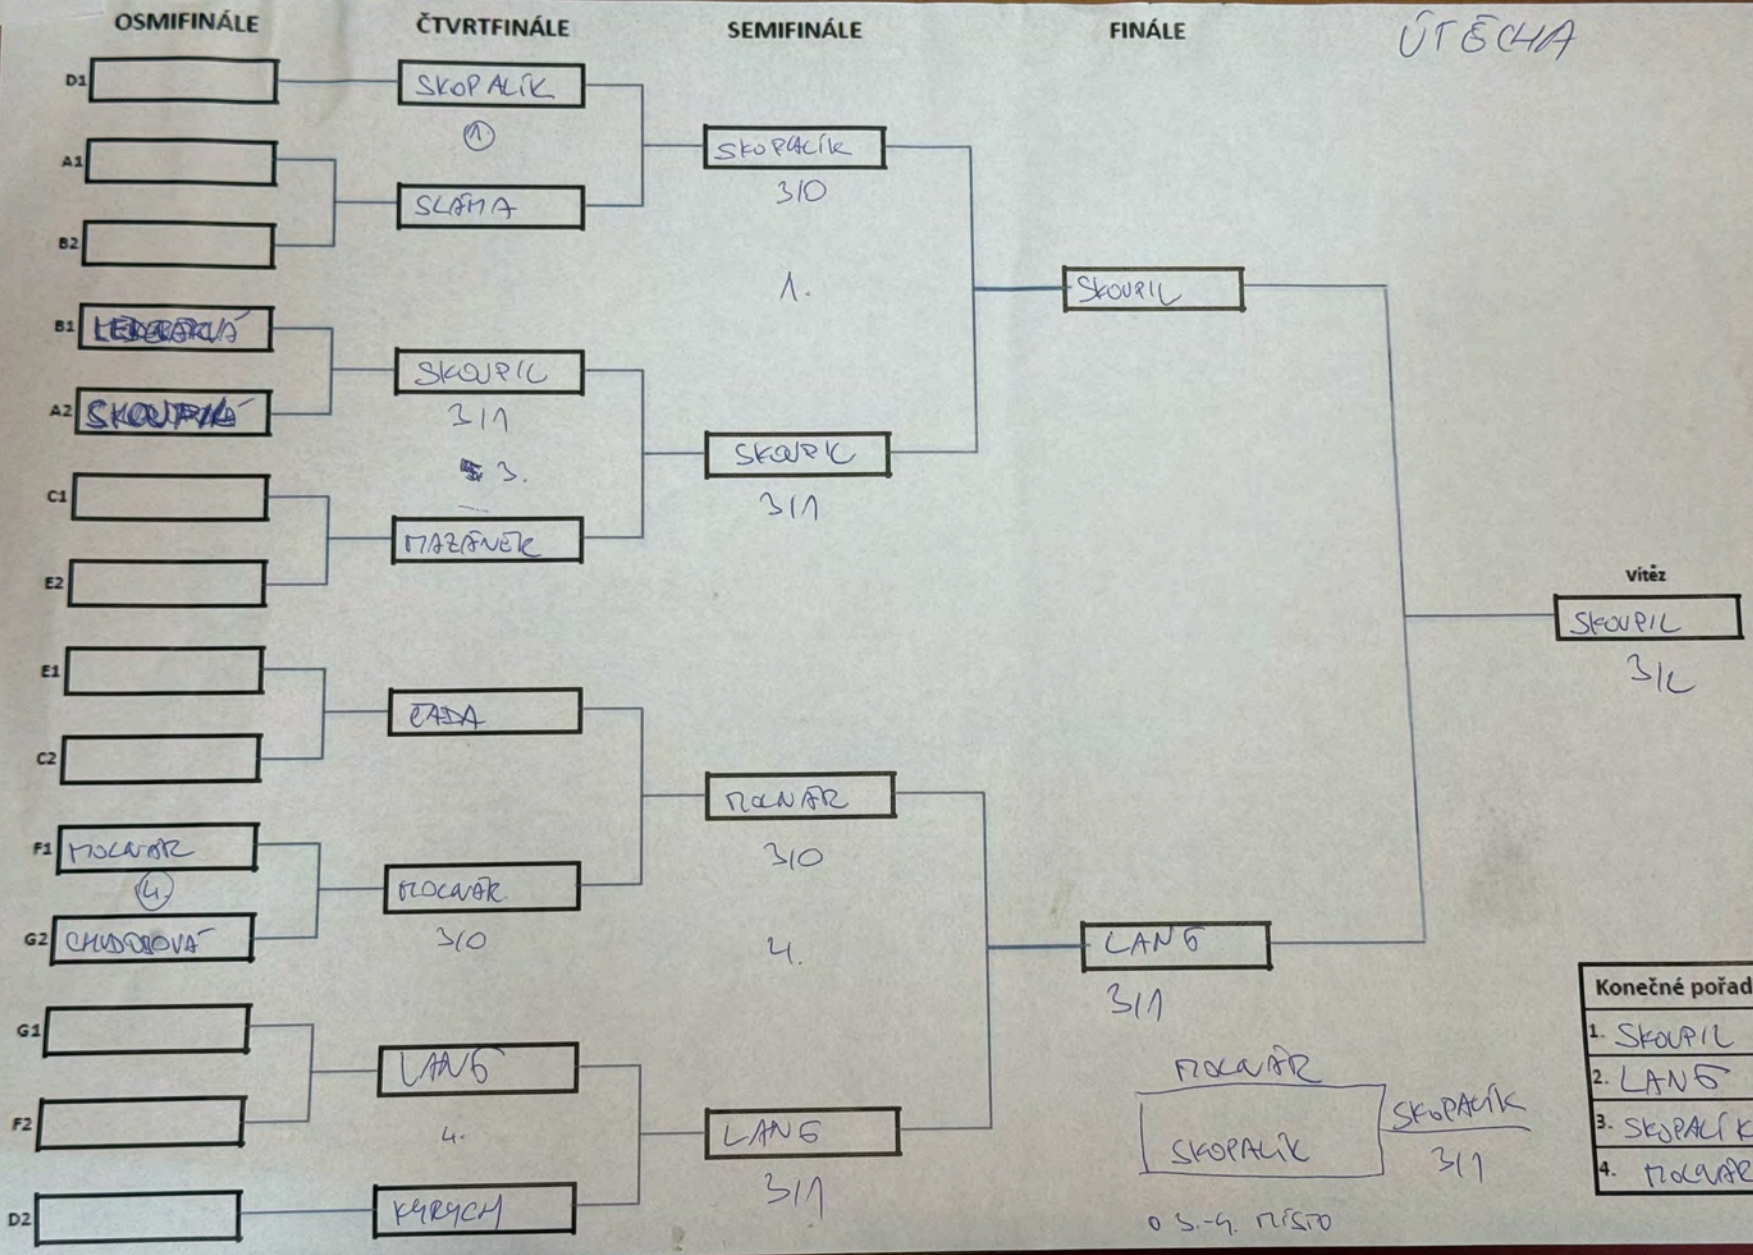 OSMIFINÁLE
ČTVRTFINÁLE
SEMIFINÁLE
FINÁLE
ÚTĚCHA
D1
SKOPALÍK
1
A1
SKOPALÍK
3/0
SLÁMA
B2
1.
SKOUPIL
B1
SKOUPIL
3/1
A2
3.
SKOUPIL
3/1
C1
MAZÁNEK
E2
Vítěz
SKOUPIL
3/2
E1
ČADA
C2
MOLNÁR
3/0
F1 MOLNÁR
4.
MOLNÁR
3/0
G2 CHUDOBOVÁ
4.
LANG
3/1
G1
LANG
4.
F2
LANG
3/1
D2
KYRYCH
MOLNÁR
SKOPALÍK
SKOPALÍK
3/1
O 3.-4. MÍSTO
Konečné pořad
1. SKOUPIL
2. LANG
3. SKOPALÍK
4. MOLNÁR